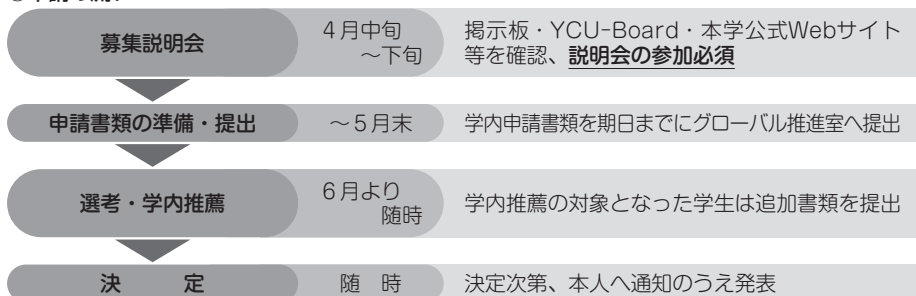 募集説明会
4月中旬
～下旬
掲示板・YCU-Board・本学公式Webサイト
等を確認、説明会の参加必須
申請書類の準備・提出
～5月末
学内申請書類を期日までにグローバル推進室へ提出
選考・学内推薦
6月より
随時
学内推薦の対象となった学生は追加書類を提出
決 定
随 時
決定次第、本人へ通知のうえ発表